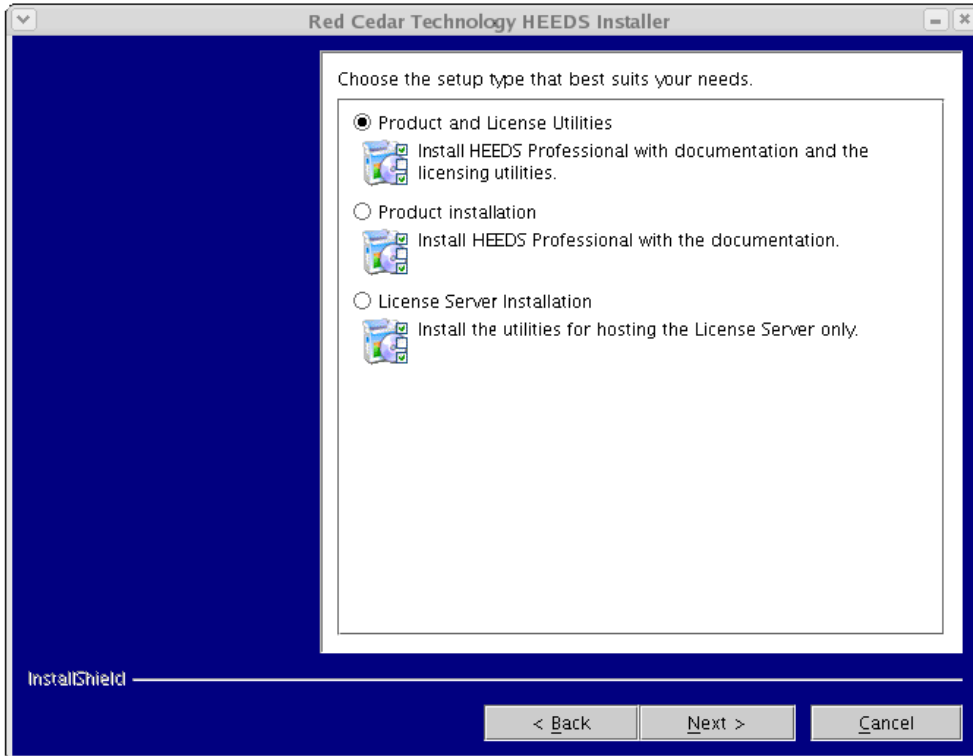 Red Cedar Technology HEEDS Installer
Choose the setup type that best suits your needs.
Product and License Utilities
Install HEEDS Professional with documentation and the
licensing utilities.
Product installation
Install HEEDS Professional with the documentation.
License Server Installation
Install the utilities for hosting the License Server only.
InstallShield
< Back
Next >
Cancel